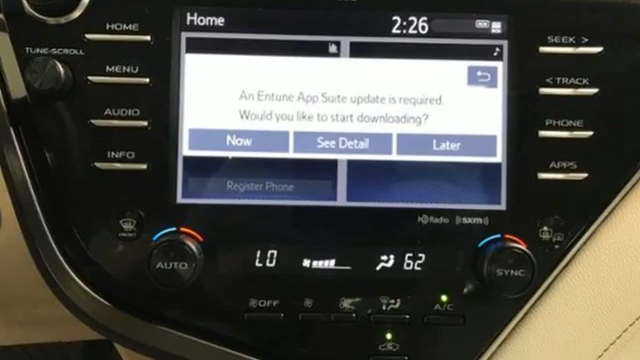 Home
2:26
HOME
TUNE•SCROLL
MENU
AUDIO
INFO
SEEK >
< TRACK
PHONE
APPS
An Entune App Suite update is required.
Would you like to start downloading?
Now
See Detail
Later
Register Phone
HD Radio
((sxm))
FRONT
AUTO
LO
62
SYNC
OFF
A/C